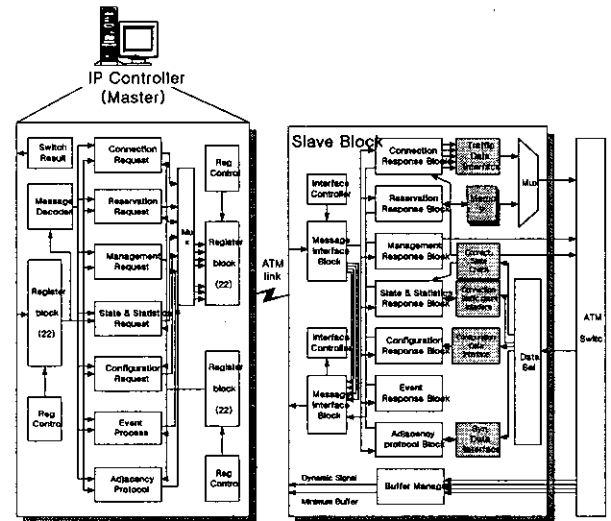 IP Controller
(Master)
Switch
Result
Message
Decoder
Register
block
(22)
Reg
Control
Connection
Request
Reservation
Request
Management
Request
State & Statistics
Request
Configuration
Request
Event
Process
Adjacency
Protocol
Mux
Reg
Control
Register
block
(22)
Register
block
(22)
Reg
Control
ATM
link
Slave Block
Interface
Controller
Message
Interface
Block
Interface
Controller
Message
Interface
Block
Connection
Response Block
Reservation
Response Block
Management
Response Block
State & Statistics
Response Block
Configuration
Response Block
Event
Response Block
Adjacency
protocol Block
Buffer Manager
Traffic
Data
Interface
Mux
Data
Sel
ATM
Switc
Dynamic Signal
Minimum Buffer